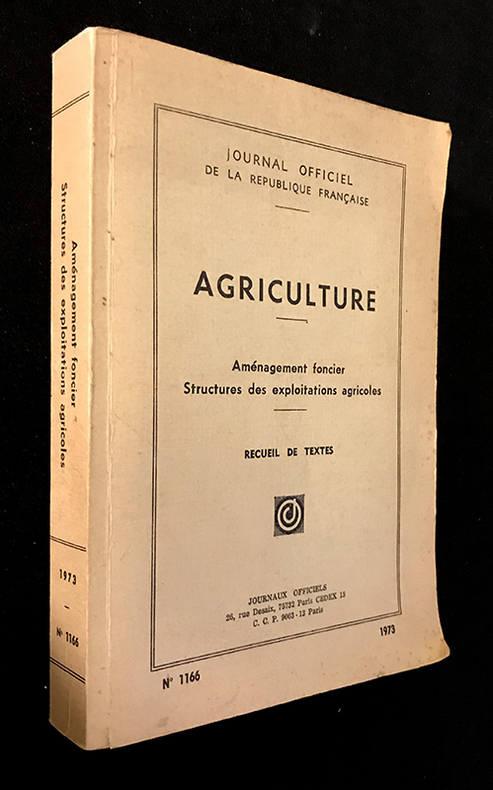 JOURNAL OFFICIEL
DE LA REPUBLIQUE FRANÇAISE
AGRICULTURE
Aménagement foncier
Structures des exploitations agricoles
RECUEIL DE TEXTES
JOURNAUX OFFICIELS
26, rue Desaix, 75732 Paris CEDEX 15
C. C. P. 9063-13 Paris
N° 1166
1973
Aménagement foncier
Structures des exploitations agricoles
1973
N° 1166